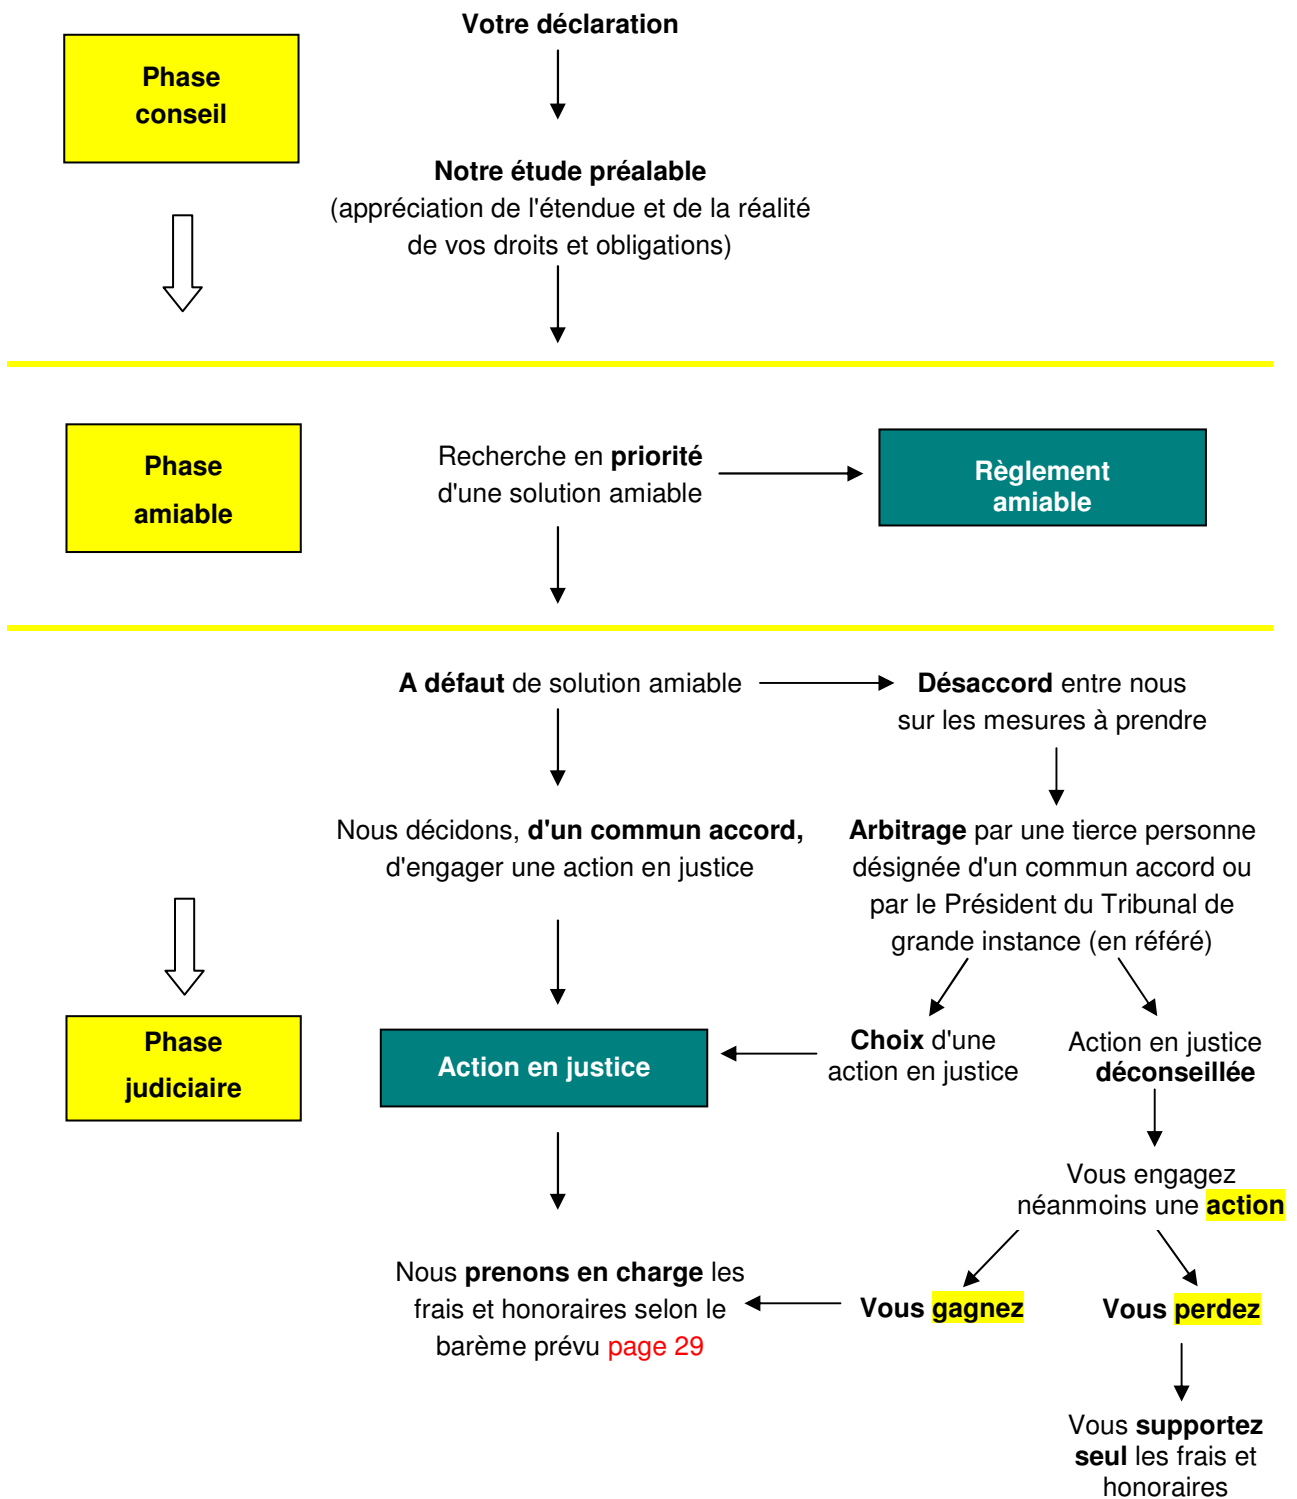 Votre déclaration
Phase
conseil
Notre étude préalable
(appréciation de l'étendue et de la réalité
de vos droits et obligations)
Phase
amiable
Recherche en priorité
d'une solution amiable
Règlement
amiable
A défaut de solution amiable
Désaccord entre nous
sur les mesures à prendre
Nous décidons, d'un commun accord,
d'engager une action en justice
Arbitrage par une tierce personne
désignée d'un commun accord ou
par le Président du Tribunal de
grande instance (en référé)
Phase
judiciaire
Action en justice
Choix d'une
action en justice
Action en justice
déconseillée
Vous engagez
néanmoins une action
Nous prenons en charge les
frais et honoraires selon le
barème prévu page 29
Vous gagnez
Vous perdez
Vous supportez
seul les frais et
honoraires